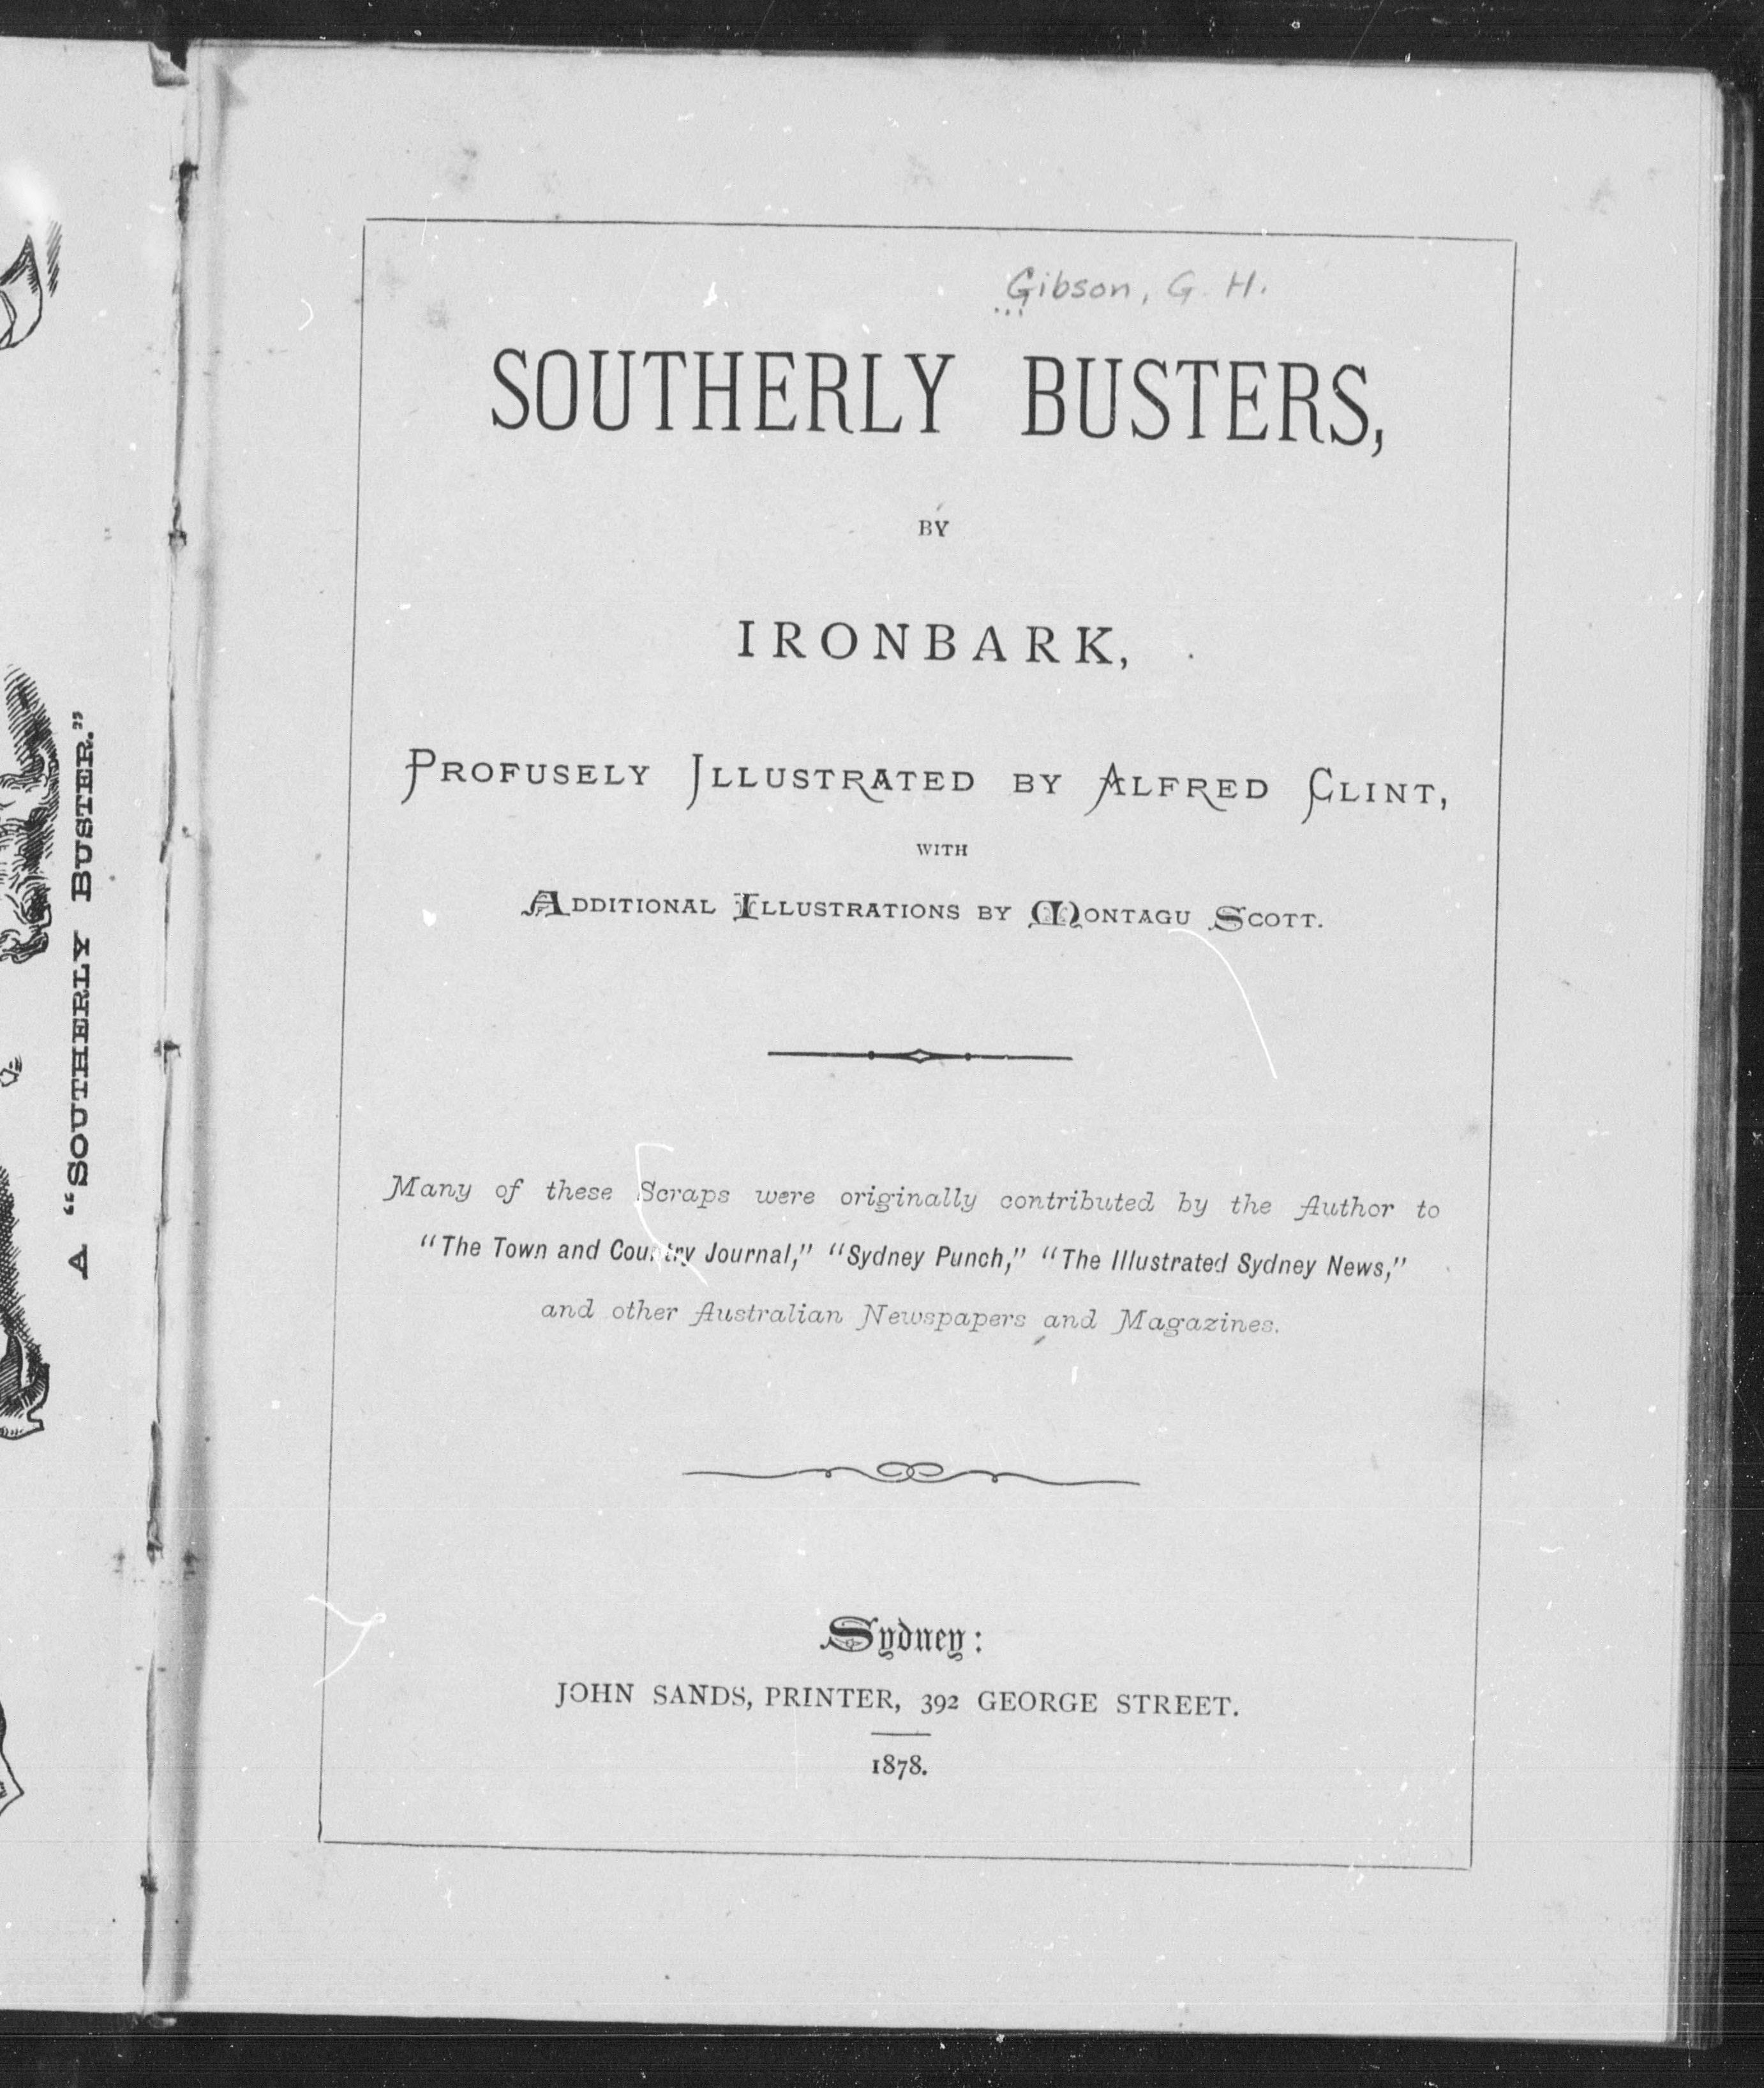 A "SOUTHERLY BUSTER."
Gibson, G. H.
SOUTHERLY BUSTERS,
BY
IRONBARK,
PROFUSELY ILLUSTRATED BY ALFRED CLINT,
WITH
ADDITIONAL ILLUSTRATIONS BY MONTAGU SCOTT.
Many of these Scraps were originally contributed by the Author to
"The Town and Country Journal," "Sydney Punch," "The Illustrated Sydney News,"
and other Australian Newspapers and Magazines.
Sydney:
JOHN SANDS, PRINTER, 392 GEORGE STREET.
1878.